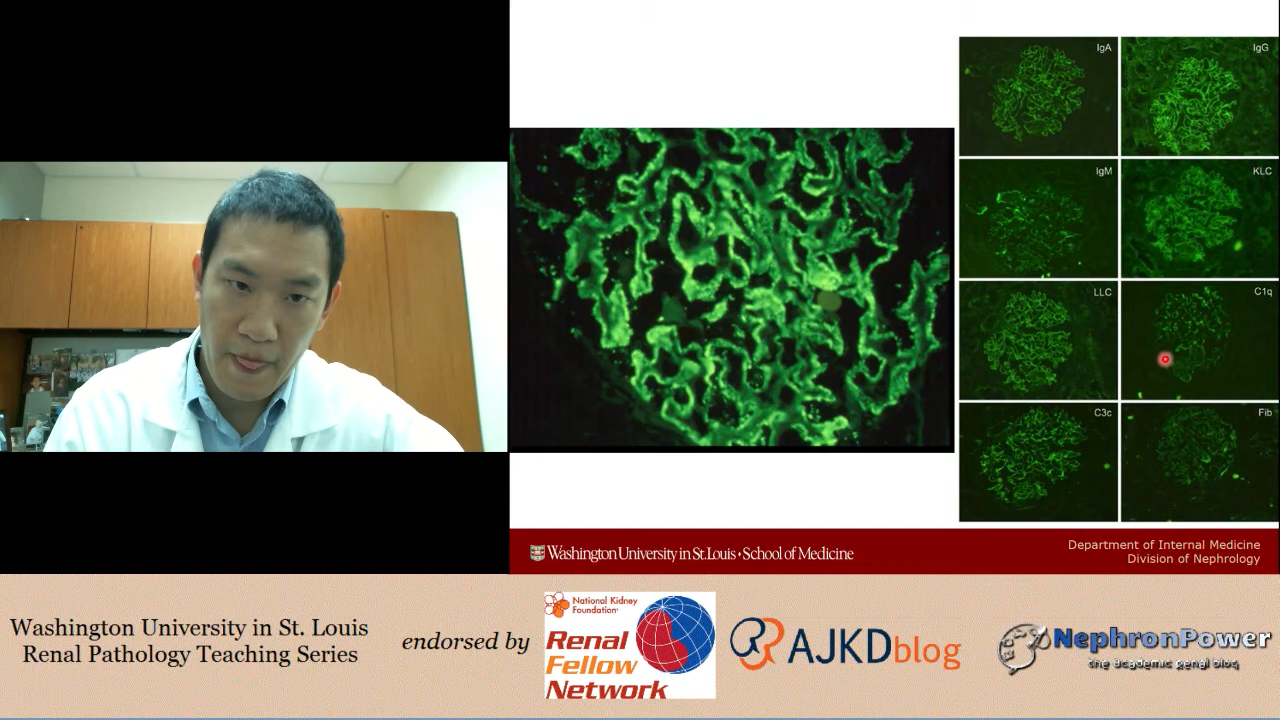 IgA
IgG
IgM
KLC
LLC
C1q
C3c
Fib
Washington University in St. Louis • School of Medicine
Department of Internal Medicine
Division of Nephrology
Washington University in St. Louis
Renal Pathology Teaching Series
endorsed by
National Kidney
Foundation
Renal
Fellow
Network
AJKDblog
NephronPower
the academic renal blog